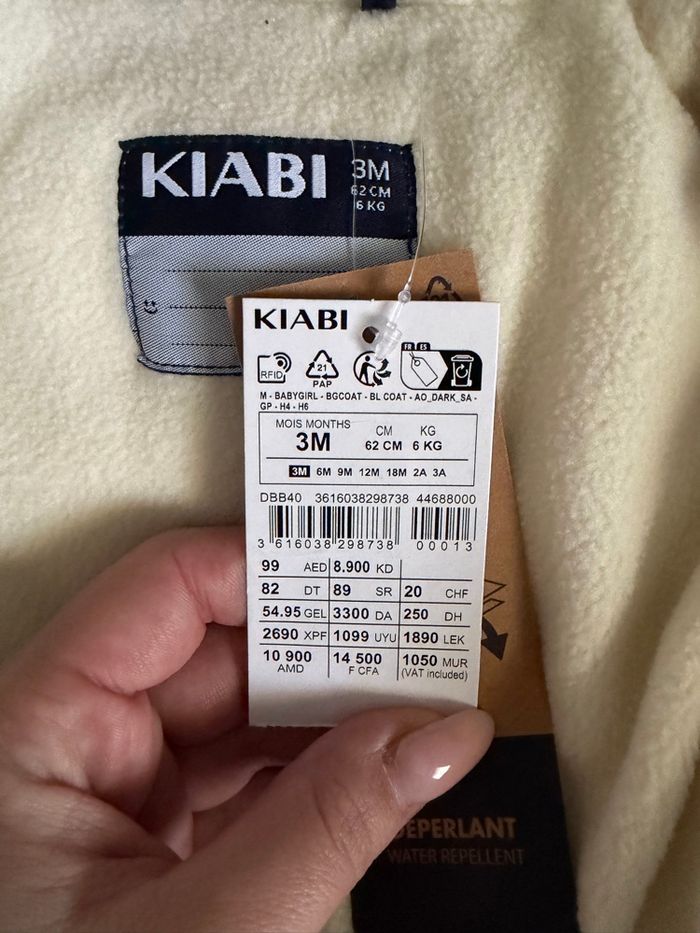 KIABI 3M
62 CM
6 KG
KIABI
FR ES
RFID
21
PAP
M - BABYGIRL - BGCOAT - BL COAT - AO_DARK_SA -
GP - H4 - H6
MOIS MONTHS CM KG
3M 62 CM 6 KG
3M 6M 9M 12M 18M 2A 3A
DBB40 3616038298738 44688000
3 616038 298738 00013
99 AED 8.900 KD
82 DT 89 SR 20 CHF
54.95 GEL 3300 DA 250 DH
2690 XPF 1099 UYU 1890 LEK
10 900 AMD 14 500 F CFA 1050 MUR
(VAT included)
DEPERLANT
WATER REPELLENT